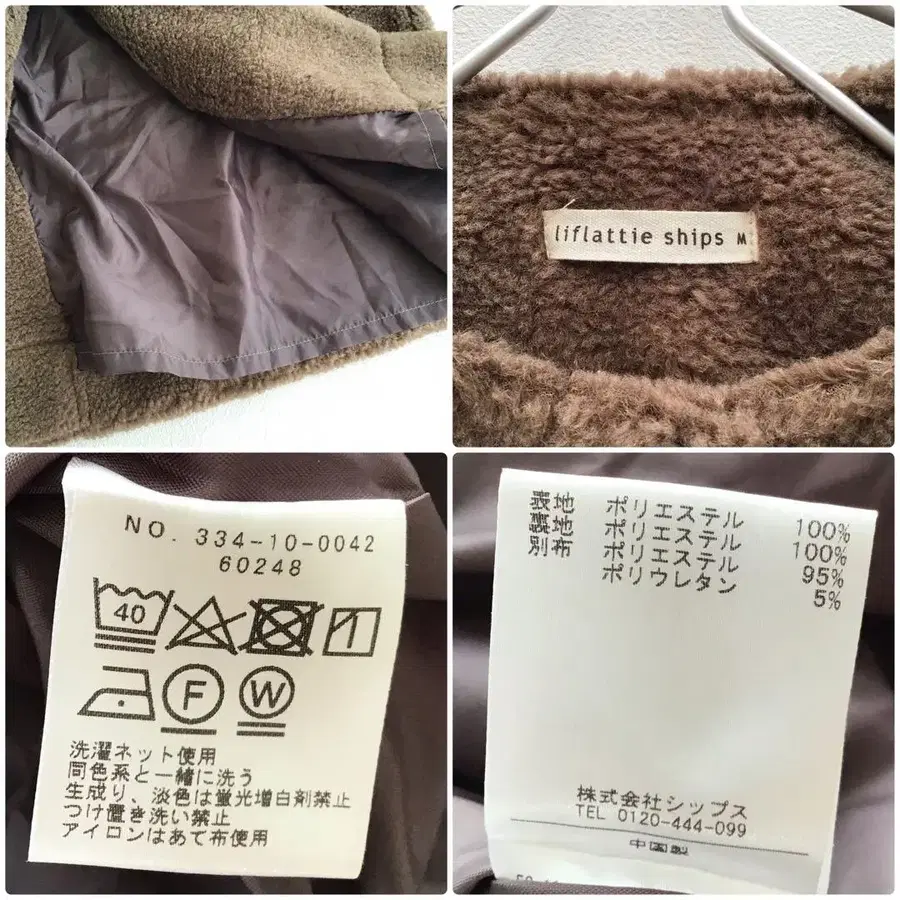 liflattie ships M
NO. 334-10-0042
60248
40
F W
洗濯ネット使用
同色系と一緒に洗う
生成り、淡色は蛍光増白剤禁止
つけ置き洗い禁止
アイロンはあて布使用
表地 ポリエステル 100%
裏地 ポリエステル 100%
別布 ポリエステル 95%
ポリウレタン 5%
株式会社シップス
TEL 0120-444-099
中国製